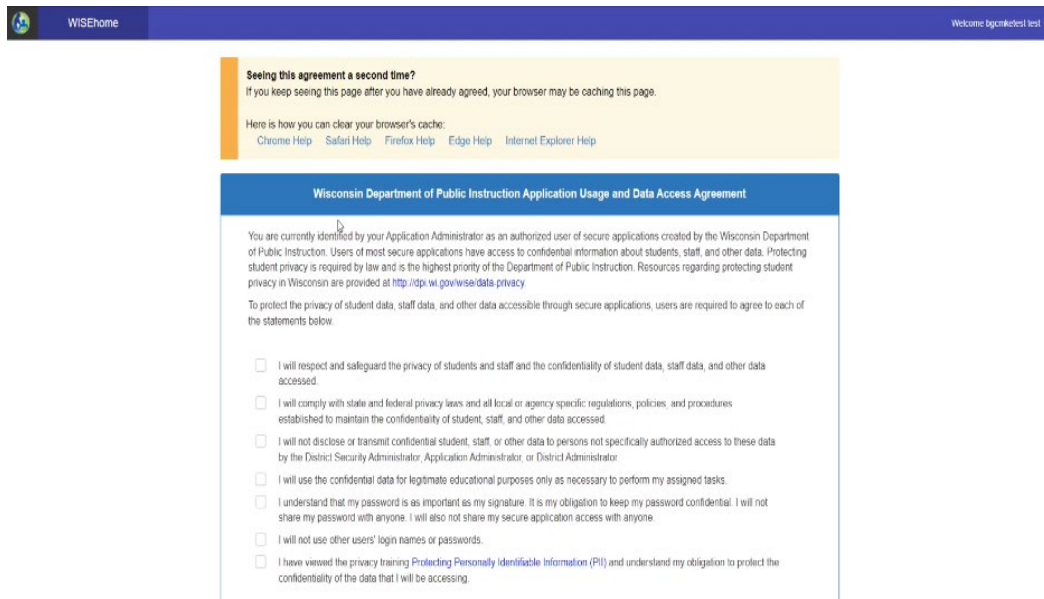 WISEhome
Welcome bgcmketest test
Seeing this agreement a second time?
If you keep seeing this page after you have already agreed, your browser may be caching this page.
Here is how you can clear your browser's cache:
Chrome Help Safari Help Firefox Help Edge Help Internet Explorer Help
Wisconsin Department of Public Instruction Application Usage and Data Access Agreement
You are currently identified by your Application Administrator as an authorized user of secure applications created by the Wisconsin Department
of Public Instruction. Users of most secure applications have access to confidential information about students, staff, and other data. Protecting
student privacy is required by law and is the highest priority of the Department of Public Instruction. Resources regarding protecting student
privacy in Wisconsin are provided at http://dpi.wi.gov/wise/data-privacy.
To protect the privacy of student data, staff data, and other data accessible through secure applications, users are required to agree to each of
the statements below.
I will respect and safeguard the privacy of students and staff and the confidentiality of student data, staff data, and other data
accessed.
I will comply with state and federal privacy laws and all local or agency specific regulations, policies, and procedures
established to maintain the confidentiality of student, staff, and other data accessed.
I will not disclose or transmit confidential student, staff, or other data to persons not specifically authorized access to these data
by the District Security Administrator, Application Administrator, or District Administrator.
I will use the confidential data for legitimate educational purposes only as necessary to perform my assigned tasks.
I understand that my password is as important as my signature. It is my obligation to keep my password confidential. I will not
share my password with anyone. I will also not share my secure application access with anyone.
I will not use other users' login names or passwords.
I have viewed the privacy training Protecting Personally Identifiable Information (PII) and understand my obligation to protect the
confidentiality of the data that I will be accessing.